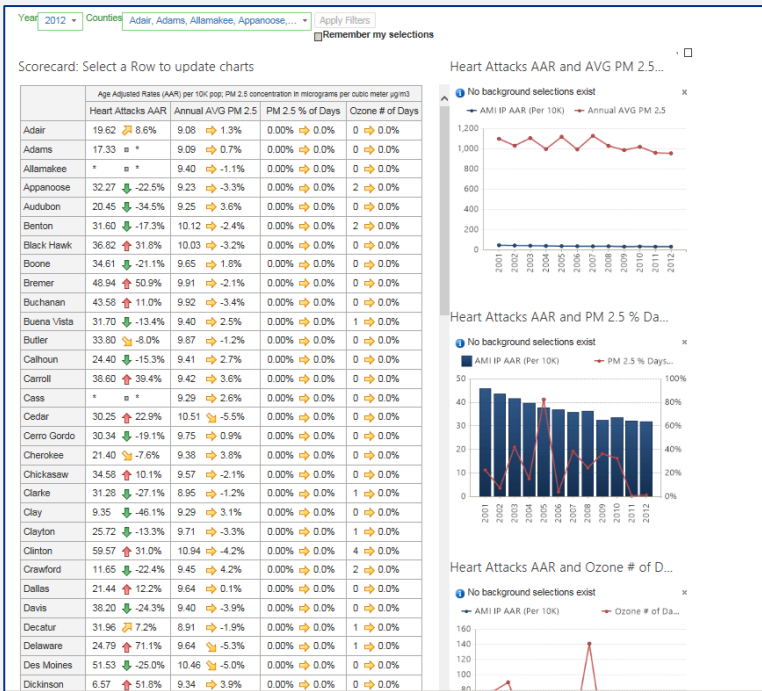 Year 2012 Counties Adair, Adams, Allamakee, Appanoose,... Apply Filters
Remember my selections
Scorecard: Select a Row to update charts
Age Adjusted Rates (AAR) per 10K pop; PM 2.5 concentration in micrograms per cubic meter µg/m3
Heart Attacks AAR Annual AVG PM 2.5 PM 2.5 % of Days Ozone # of Days
Adair 19.62 8.6% 9.08 1.3% 0.00% 0.0% 0 0.0%
Adams 17.33 * 9.09 0.7% 0.00% 0.0% 0 0.0%
Allamakee * * 9.40 -1.1% 0.00% 0.0% 0 0.0%
Appanoose 32.27 -22.5% 9.23 -3.3% 0.00% 0.0% 2 0.0%
Audubon 20.45 -34.5% 9.25 3.6% 0.00% 0.0% 0 0.0%
Benton 31.60 -17.3% 10.12 -2.4% 0.00% 0.0% 2 0.0%
Black Hawk 36.82 31.8% 10.03 -3.2% 0.00% 0.0% 0 0.0%
Boone 34.61 -21.1% 9.65 1.8% 0.00% 0.0% 0 0.0%
Bremer 48.94 50.9% 9.91 -2.1% 0.00% 0.0% 0 0.0%
Buchanan 43.58 11.0% 9.92 -3.4% 0.00% 0.0% 0 0.0%
Buena Vista 31.70 -13.4% 9.40 2.5% 0.00% 0.0% 1 0.0%
Butler 33.80 -8.0% 9.87 -1.2% 0.00% 0.0% 0 0.0%
Calhoun 24.40 -15.3% 9.41 2.7% 0.00% 0.0% 0 0.0%
Carroll 38.60 39.4% 9.42 3.6% 0.00% 0.0% 0 0.0%
Cass * * 9.29 2.6% 0.00% 0.0% 0 0.0%
Cedar 30.25 22.9% 10.51 -5.5% 0.00% 0.0% 0 0.0%
Cerro Gordo 30.34 -19.1% 9.75 0.9% 0.00% 0.0% 0 0.0%
Cherokee 21.40 -7.6% 9.38 3.8% 0.00% 0.0% 0 0.0%
Chickasaw 34.58 10.1% 9.57 -2.1% 0.00% 0.0% 0 0.0%
Clarke 31.28 -27.1% 8.95 -1.2% 0.00% 0.0% 1 0.0%
Clay 9.35 -46.1% 9.29 3.1% 0.00% 0.0% 0 0.0%
Clayton 25.72 -13.3% 9.71 -3.3% 0.00% 0.0% 1 0.0%
Clinton 59.57 31.0% 10.94 -4.2% 0.00% 0.0% 4 0.0%
Crawford 11.65 -22.4% 9.45 4.2% 0.00% 0.0% 2 0.0%
Dallas 21.44 12.2% 9.64 0.1% 0.00% 0.0% 0 0.0%
Davis 38.20 -24.3% 9.40 -3.9% 0.00% 0.0% 0 0.0%
Decatur 31.96 7.2% 8.91 -1.9% 0.00% 0.0% 1 0.0%
Delaware 24.79 71.1% 9.64 -5.3% 0.00% 0.0% 1 0.0%
Des Moines 51.53 -25.0% 10.46 -5.0% 0.00% 0.0% 0 0.0%
Dickinson 6.57 51.8% 9.34 3.9% 0.00% 0.0% 0 0.0%
Heart Attacks AAR and AVG PM 2.5...
No background selections exist ×
AMI IP AAR (Per 10K) Annual AVG PM 2.5
1,200
1,000
800
600
400
200
0
2001 2002 2003 2004 2005 2006 2007 2008 2009 2010 2011 2012
Heart Attacks AAR and PM 2.5 % Da...
No background selections exist ×
AMI IP AAR (Per 10K) PM 2.5 % Days...
50 100%
40 80%
30 60%
20 40%
10 20%
0 0%
2001 2002 2003 2004 2005 2006 2007 2008 2009 2010 2011 2012
Heart Attacks AAR and Ozone # of D...
No background selections exist ×
AMI IP AAR (Per 10K) Ozone # of Da...
160
140
120
100
80